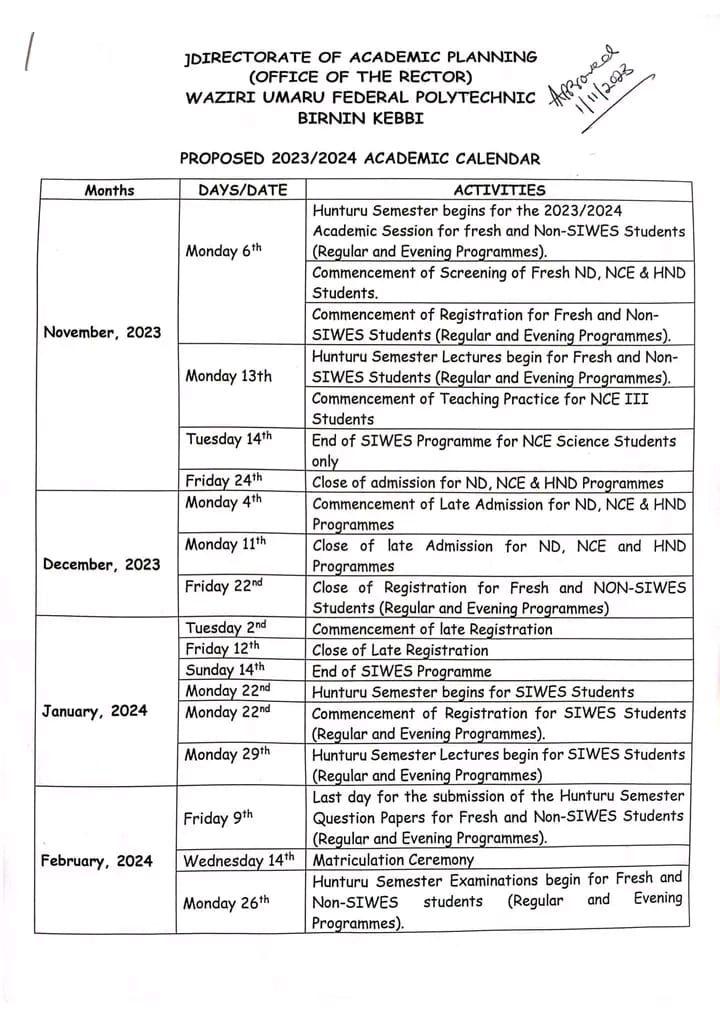 ]DIRECTORATE OF ACADEMIC PLANNING
(OFFICE OF THE RECTOR)
WAZIRI UMARU FEDERAL POLYTECHNIC
BIRNIN KEBBI
Approved
1/11/2023
PROPOSED 2023/2024 ACADEMIC CALENDAR
Months DAYS/DATE ACTIVITIES
November, 2023
Monday 6th
Hunturu Semester begins for the 2023/2024
Academic Session for fresh and Non-SIWES Students
(Regular and Evening Programmes).
Commencement of Screening of Fresh ND, NCE & HND
Students.
Commencement of Registration for Fresh and Non-
SIWES Students (Regular and Evening Programmes).
Monday 13th
Hunturu Semester Lectures begin for Fresh and Non-
SIWES Students (Regular and Evening Programmes).
Commencement of Teaching Practice for NCE III
Students
Tuesday 14th
End of SIWES Programme for NCE Science Students
only
Friday 24th
Close of admission for ND, NCE & HND Programmes
December, 2023
Monday 4th
Commencement of Late Admission for ND, NCE & HND
Programmes
Monday 11th
Close of late Admission for ND, NCE and HND
Programmes
Friday 22nd
Close of Registration for Fresh and NON-SIWES
Students (Regular and Evening Programmes)
January, 2024
Tuesday 2nd
Commencement of late Registration
Friday 12th
Close of Late Registration
Sunday 14th
End of SIWES Programme
Monday 22nd
Hunturu Semester begins for SIWES Students
Monday 22nd
Commencement of Registration for SIWES Students
(Regular and Evening Programmes).
Monday 29th
Hunturu Semester Lectures begin for SIWES Students
(Regular and Evening Programmes)
February, 2024
Friday 9th
Last day for the submission of the Hunturu Semester
Question Papers for Fresh and Non-SIWES Students
(Regular and Evening Programmes).
Wednesday 14th
Matriculation Ceremony
Monday 26th
Hunturu Semester Examinations begin for Fresh and
Non-SIWES students (Regular and Evening
Programmes).